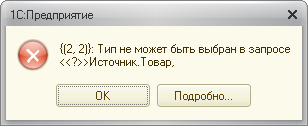 1С:Предприятие
{(2, 2)}: Тип не может быть выбран в запросе
<<?>>Источник.Товар,
OK
Подробно...